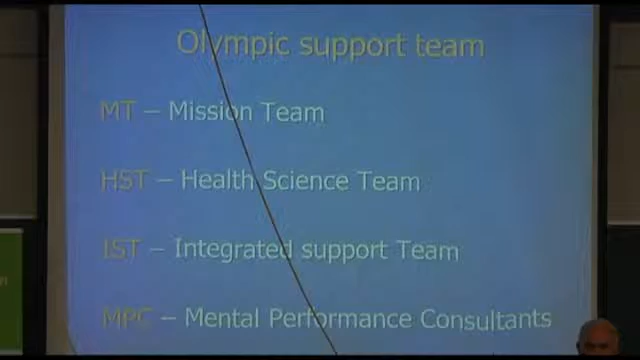 Olympic support team
MT – Mission Team
HST – Health Science Team
IST – Integrated support Team
MPC – Mental Performance Consultants